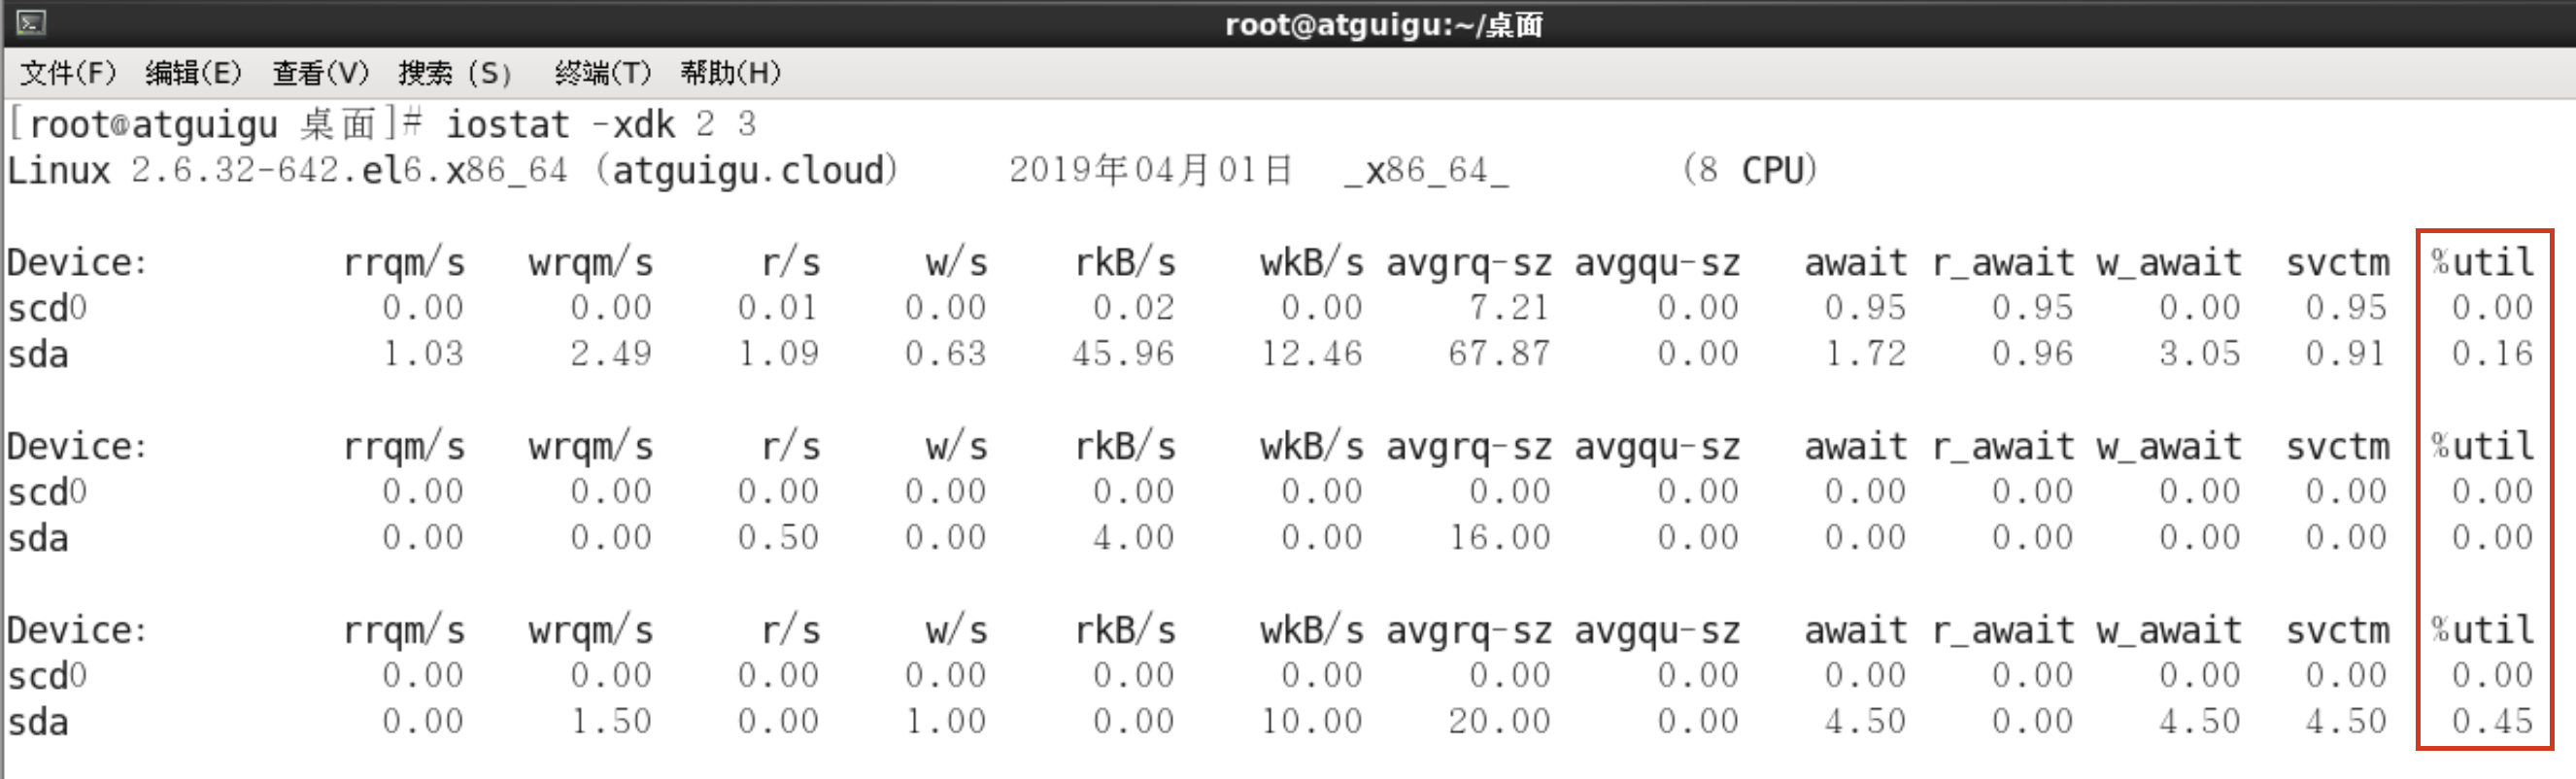 root@atguigu:~/桌面
文件(F) 编辑(E) 查看(V) 搜索 (S) 终端(T) 帮助(H)
[root@atguigu 桌面]# iostat -xdk 2 3
Linux 2.6.32-642.el6.x86_64 (atguigu.cloud) 2019年04月01日 _x86_64_ (8 CPU)
Device: rrqm/s wrqm/s r/s w/s rkB/s wkB/s avgrq-sz avgqu-sz await r_await w_await svctm %util
scd0 0.00 0.00 0.01 0.00 0.02 0.00 7.21 0.00 0.95 0.95 0.00 0.95 0.00
sda 1.03 2.49 1.09 0.63 45.96 12.46 67.87 0.00 1.72 0.96 3.05 0.91 0.16
Device: rrqm/s wrqm/s r/s w/s rkB/s wkB/s avgrq-sz avgqu-sz await r_await w_await svctm %util
scd0 0.00 0.00 0.00 0.00 0.00 0.00 0.00 0.00 0.00 0.00 0.00 0.00 0.00
sda 0.00 0.00 0.50 0.00 4.00 0.00 16.00 0.00 0.00 0.00 0.00 0.00 0.00
Device: rrqm/s wrqm/s r/s w/s rkB/s wkB/s avgrq-sz avgqu-sz await r_await w_await svctm %util
scd0 0.00 0.00 0.00 0.00 0.00 0.00 0.00 0.00 0.00 0.00 0.00 0.00 0.00
sda 0.00 1.50 0.00 1.00 0.00 10.00 20.00 0.00 4.50 0.00 4.50 4.50 0.45